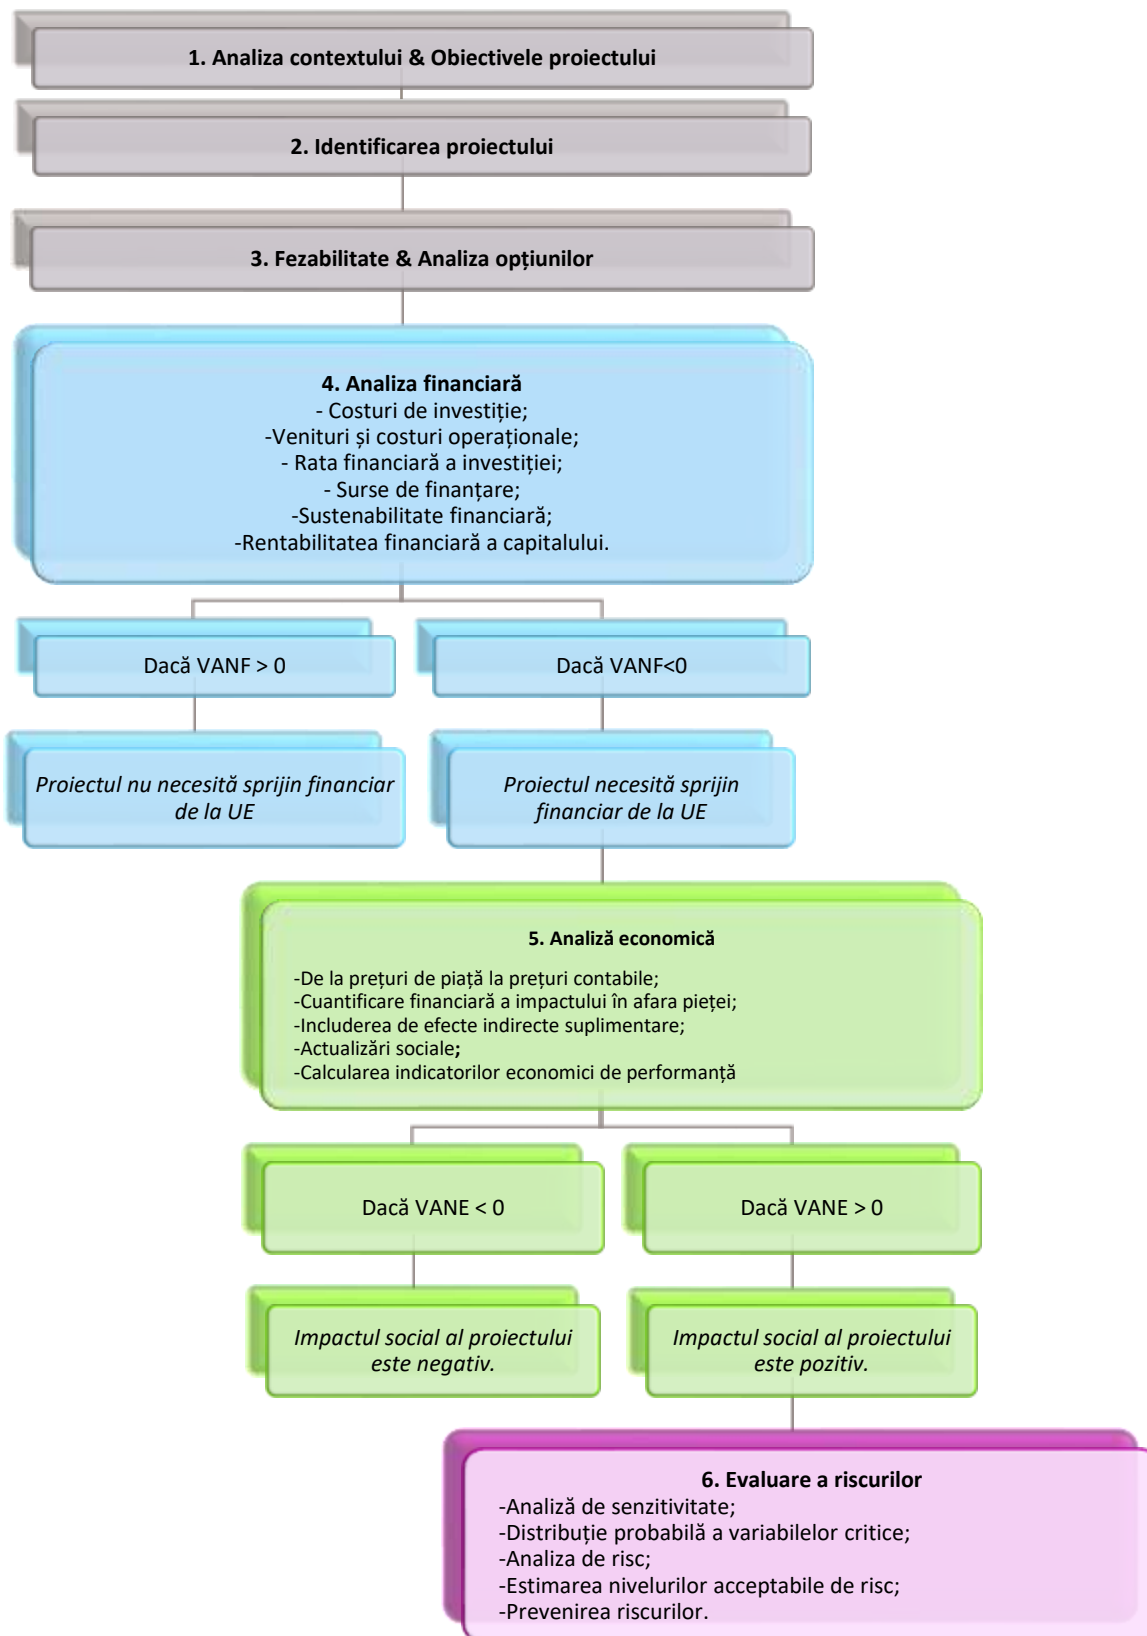 1. Analiza contextului & Obiectivele proiectului
2. Identificarea proiectului
3. Fezabilitate & Analiza opțiunilor
4. Analiza financiară
- Costuri de investiție;
-Venituri și costuri operaționale;
- Rata financiară a investiției;
- Surse de finanțare;
-Sustenabilitate financiară;
-Rentabilitatea financiară a capitalului.
Dacă VANF > 0
Dacă VANF<0
Proiectul nu necesită sprijin financiar
de la UE
Proiectul necesită sprijin
financiar de la UE
5. Analiză economică
-De la prețuri de piață la prețuri contabile;
-Cuantificare financiară a impactului în afara pieței;
-Includerea de efecte indirecte suplimentare;
-Actualizări sociale;
-Calcularea indicatorilor economici de performanță
Dacă VANE < 0
Dacă VANE > 0
Impactul social al proiectului
este negativ.
Impactul social al proiectului
este pozitiv.
6. Evaluare a riscurilor
-Analiză de senzitivitate;
-Distribuție probabilă a variabilelor critice;
-Analiza de risc;
-Estimarea nivelurilor acceptabile de risc;
-Prevenirea riscurilor.